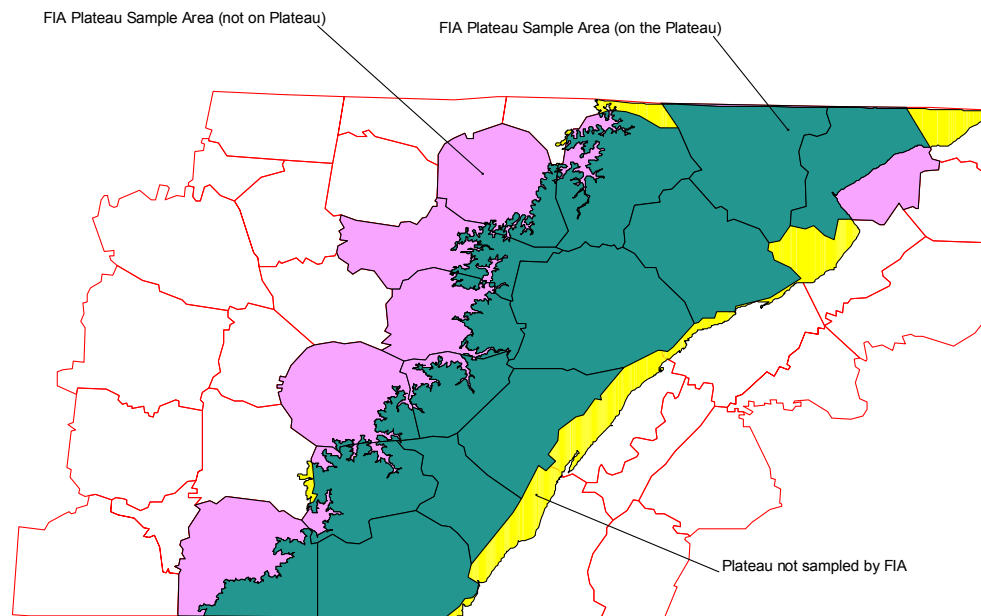 FIA Plateau Sample Area (not on Plateau)
FIA Plateau Sample Area (on the Plateau)
Plateau not sampled by FIA